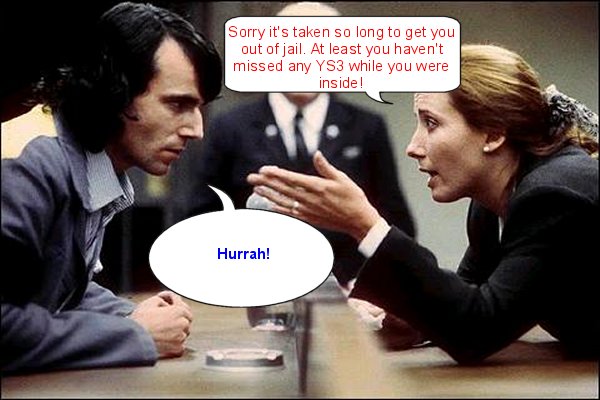 Sorry it's taken so long to get you
out of jail. At least you haven't
missed any YS3 while you were
inside!
Hurrah!